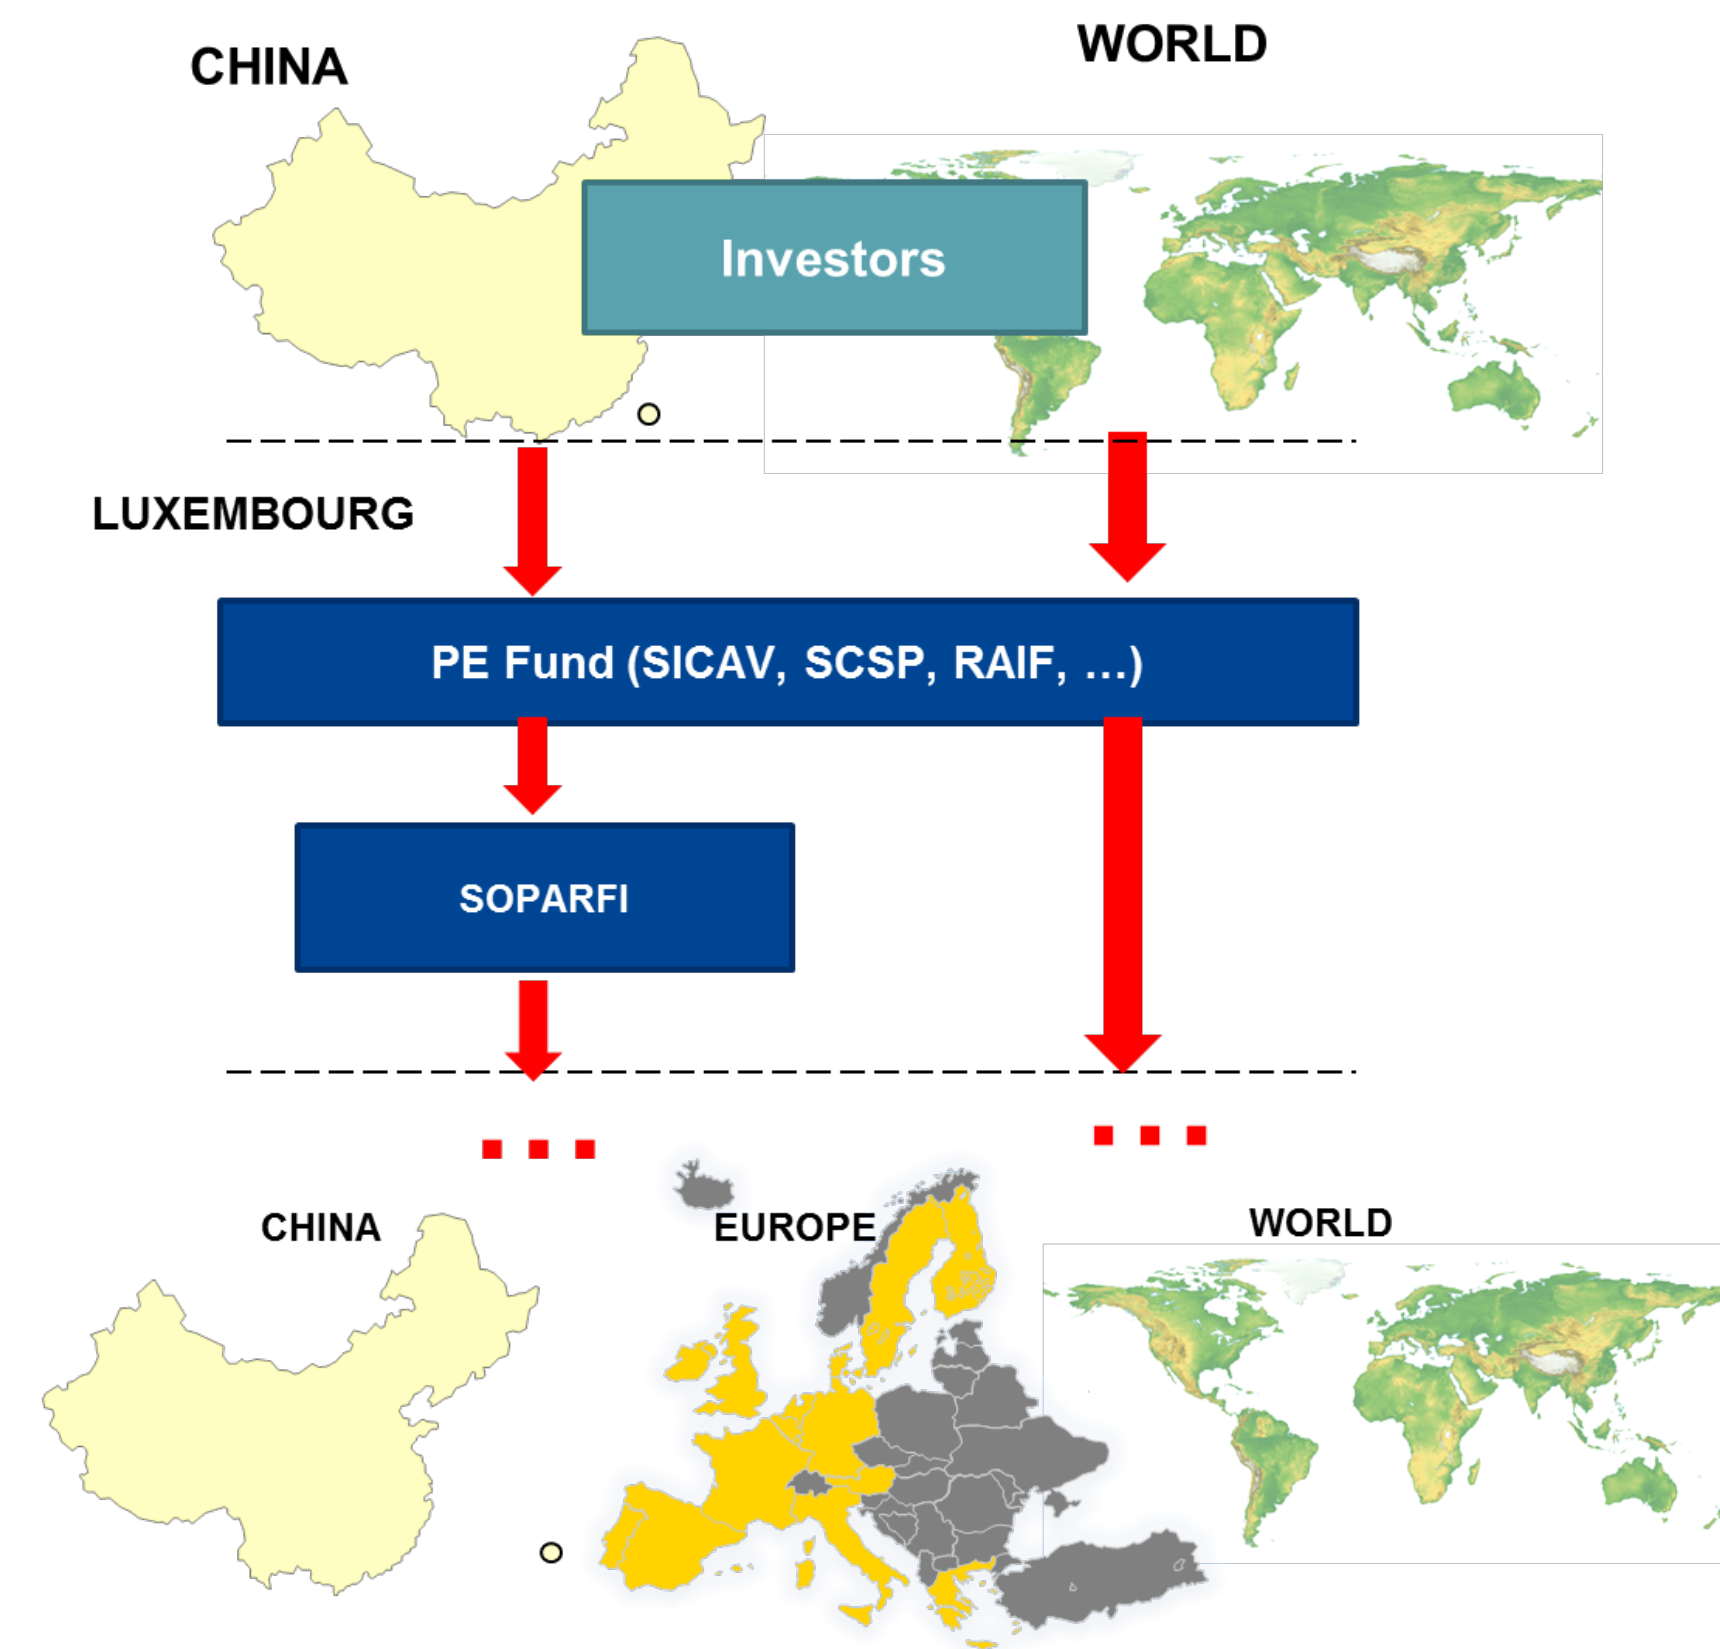 CHINA
WORLD
Investors
LUXEMBOURG
PE Fund (SICAV, SCSP, RAIF, ...)
SOPARFI
...
...
CHINA
EUROPE
WORLD